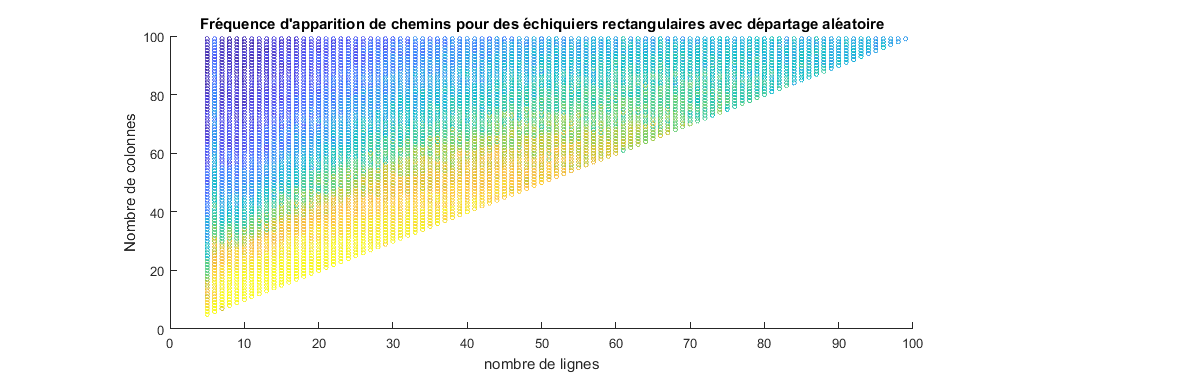 Fréquence d'apparition de chemins pour des échiquiers rectangulaires avec départage aléatoire
100
80
60
40
20
0
Nombre de colonnes
0 10 20 30 40 50 60 70 80 90 100
nombre de lignes